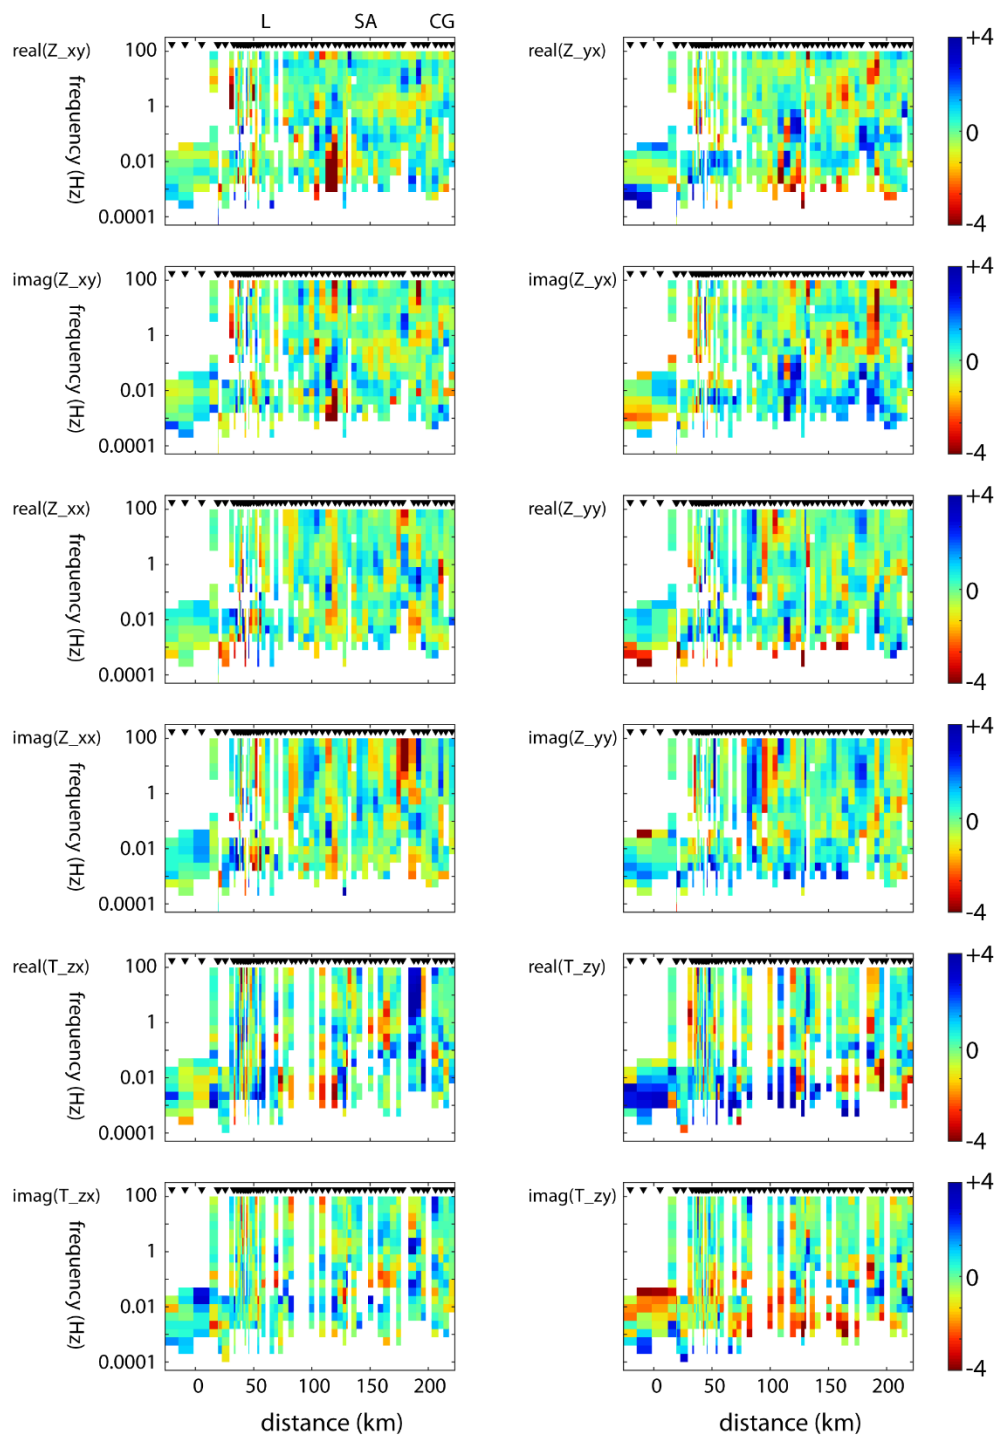 L SA CG
real(Z_xy) 100 real(Z_yx) +4
1
0.01
0.0001
frequency (Hz)
0
-4
imag(Z_xy) 100 imag(Z_yx) +4
1
0.01
0.0001
frequency (Hz)
0
-4
real(Z_xx) 100 real(Z_yy) +4
1
0.01
0.0001
frequency (Hz)
0
-4
imag(Z_xx) 100 imag(Z_yy) +4
1
0.01
0.0001
frequency (Hz)
0
-4
real(T_zx) 100 real(T_zy) +4
1
0.01
0.0001
frequency (Hz)
0
-4
imag(T_zx) 100 imag(T_zy) +4
1
0.01
0.0001
frequency (Hz)
0
-4
0 50 100 150 200 0 50 100 150 200
distance (km) distance (km)